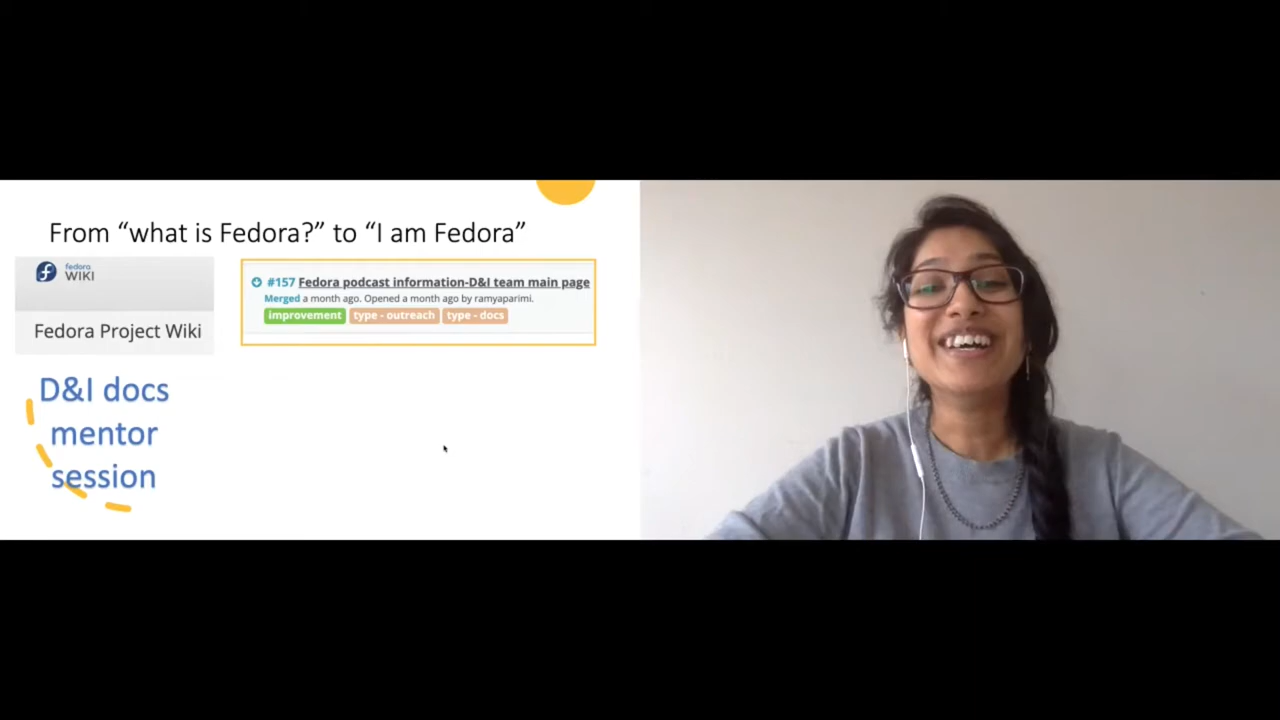 From “what is Fedora?” to “I am Fedora”
fedora
WIKI
Fedora Project Wiki
#157 Fedora podcast information-D&I team main page
Merged a month ago. Opened a month ago by ramyaparimi.
improvement type - outreach type - docs
D&I docs
mentor
session